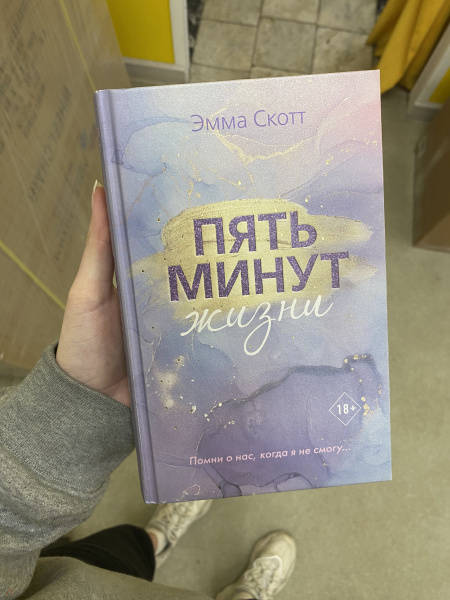 Эмма Скотт
ПЯТЬ
МИНУТ
жизни
18+
Помни о нас, когда я не смогу...